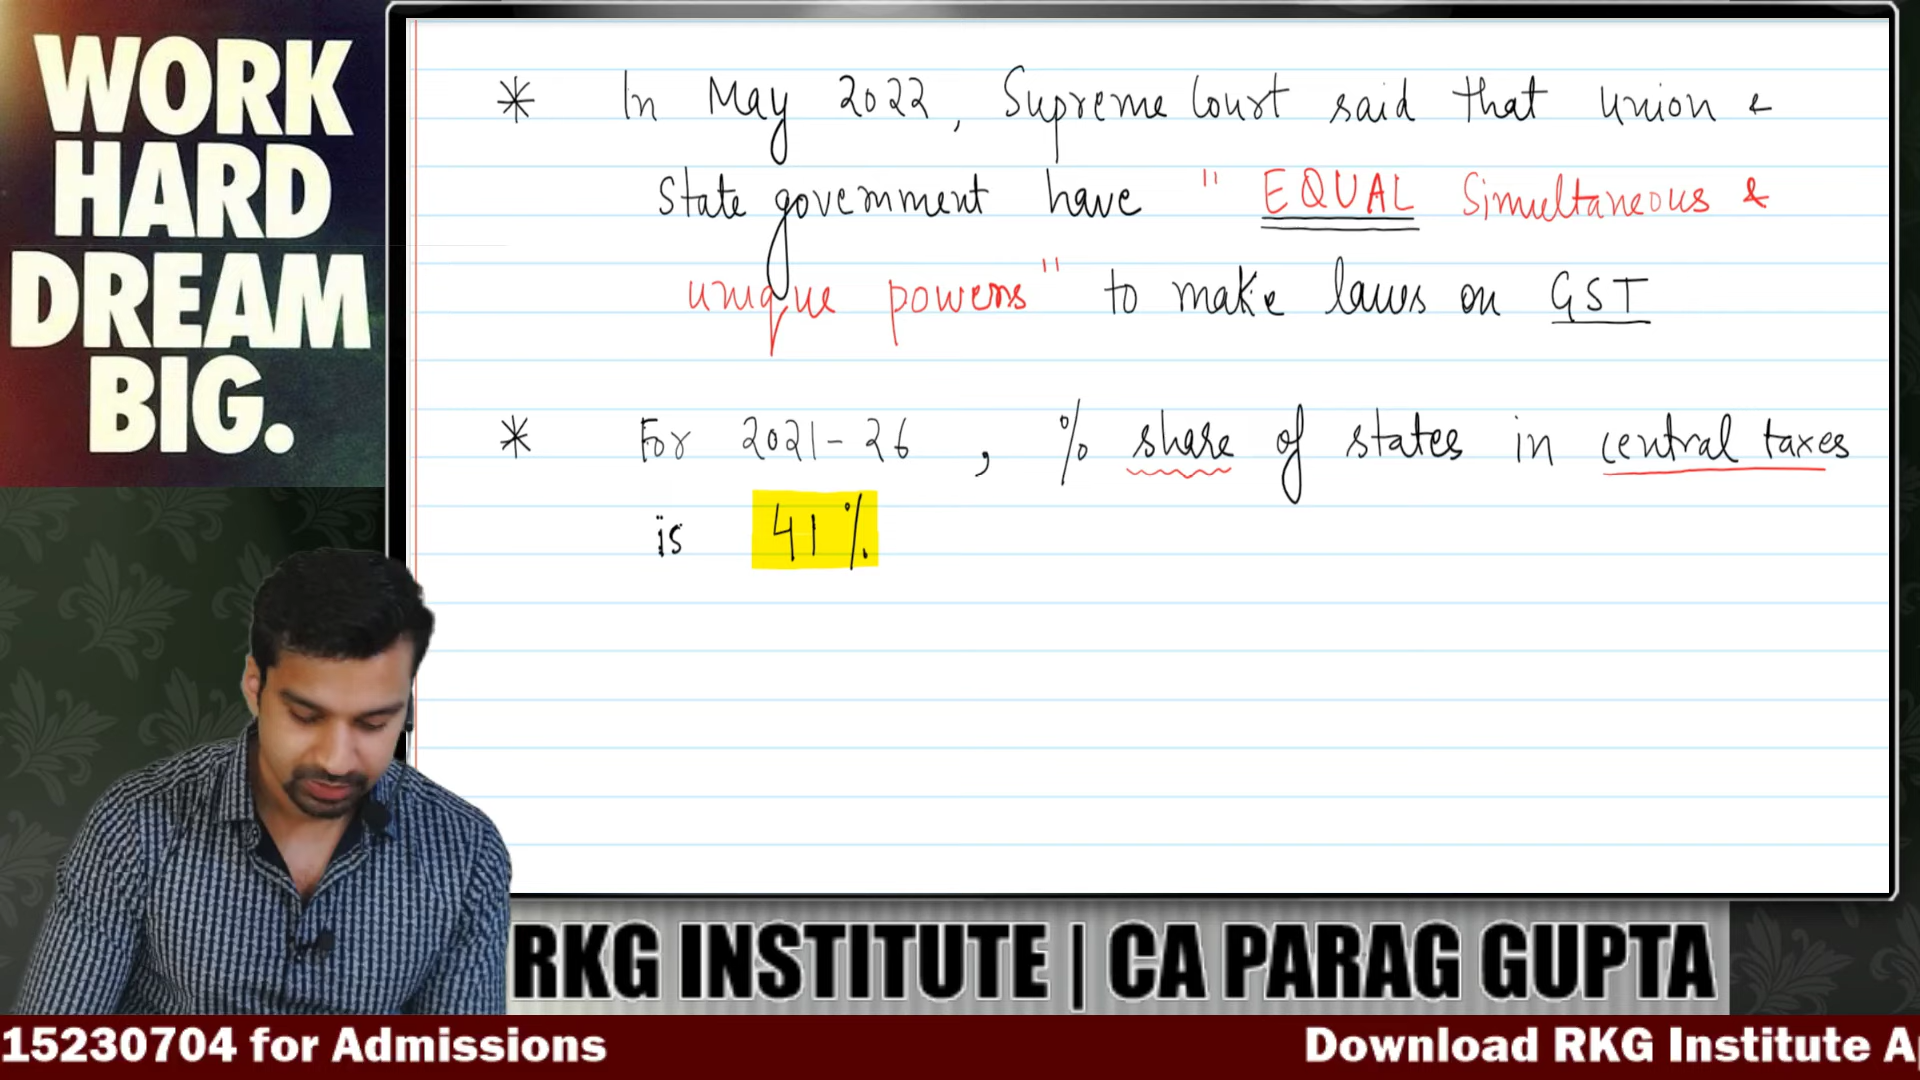 WORK
HARD
DREAM
BIG.
* In May 2022, Supreme Court said that union &
state government have " EQUAL Simultaneous &
unique powers " to make laws on GST
* For 2021-26 , % share of states in central taxes
is 41%
RKG INSTITUTE | CA PARAG GUPTA
15230704 for Admissions
Download RKG Institute A